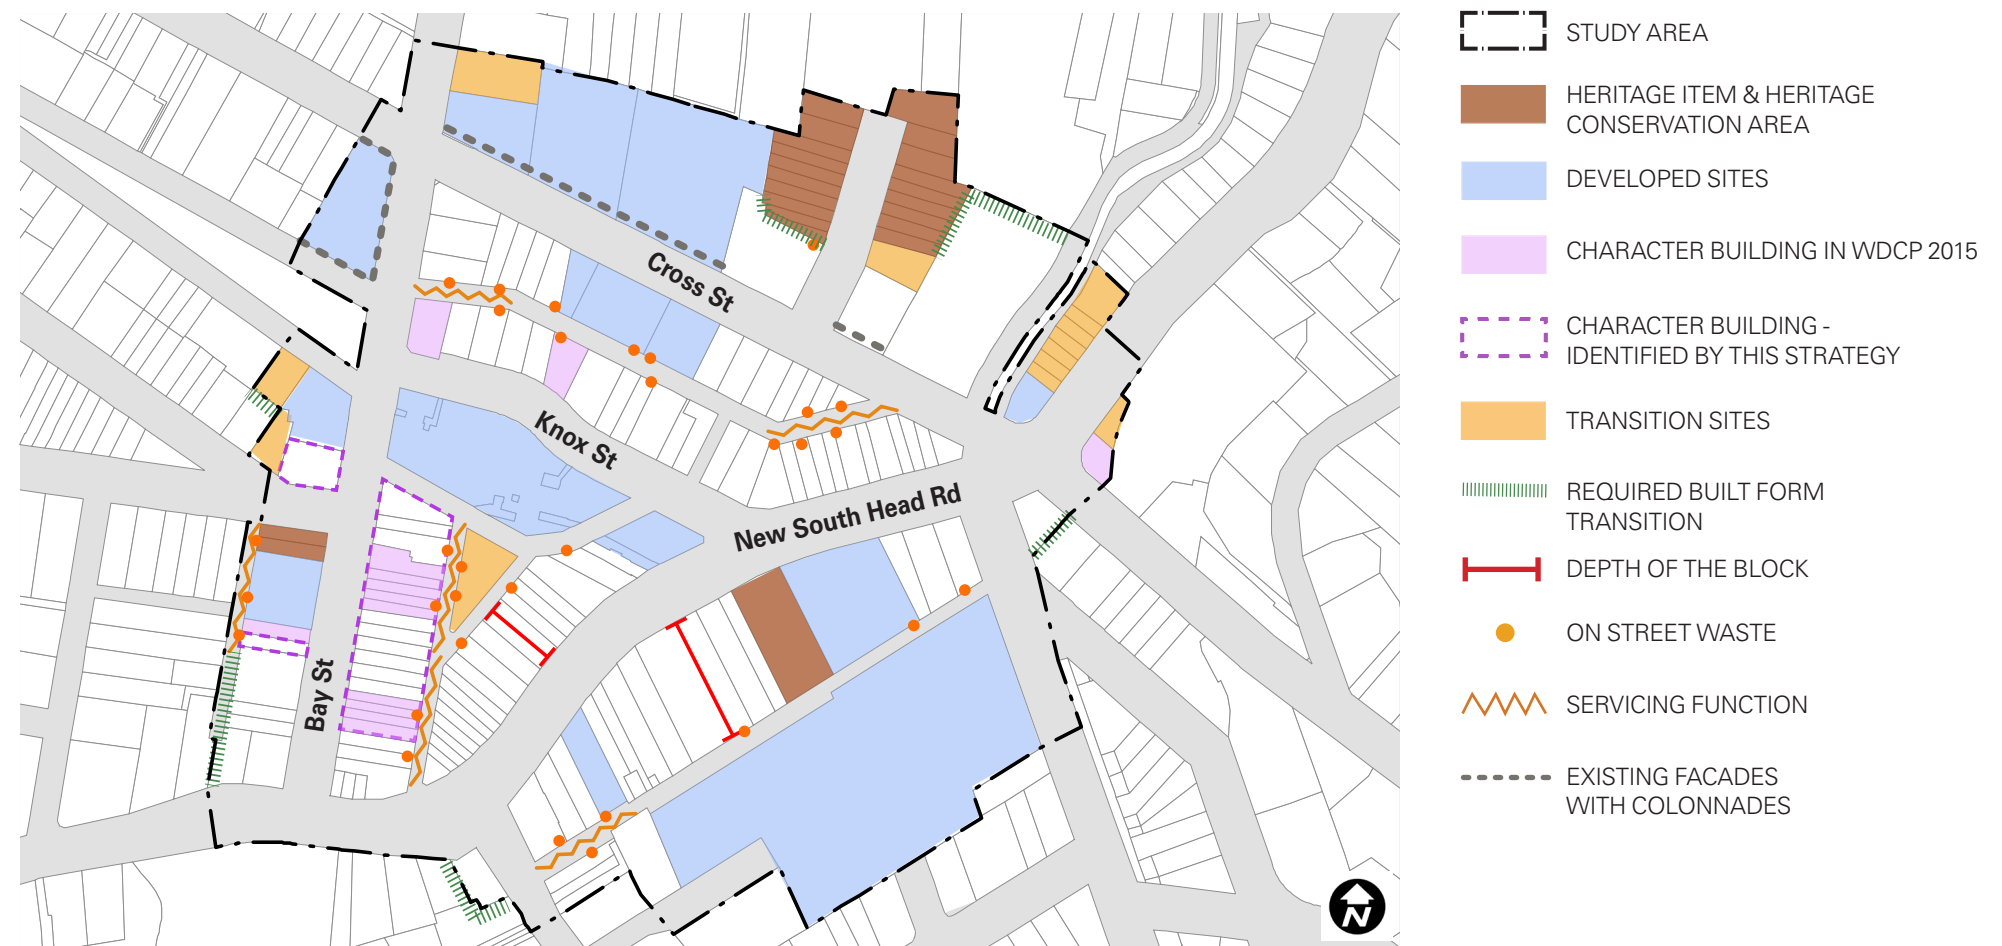 Cross St
Knox St
New South Head Rd
Bay St
N
STUDY AREA
HERITAGE ITEM & HERITAGE
CONSERVATION AREA
DEVELOPED SITES
CHARACTER BUILDING IN WDCP 2015
CHARACTER BUILDING -
IDENTIFIED BY THIS STRATEGY
TRANSITION SITES
REQUIRED BUILT FORM
TRANSITION
DEPTH OF THE BLOCK
ON STREET WASTE
SERVICING FUNCTION
EXISTING FACADES
WITH COLONNADES